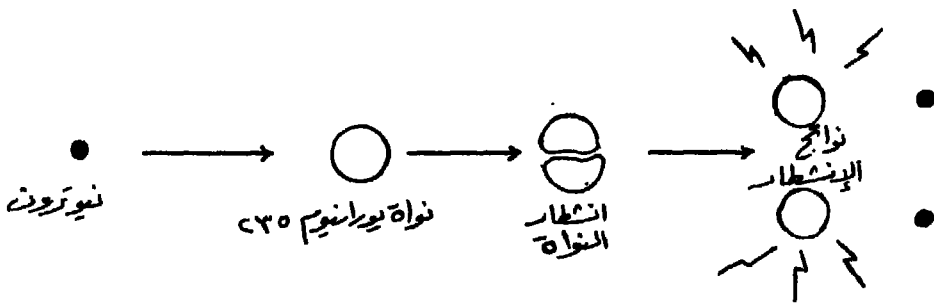 نيوترون
نواة يورانيوم ٢٣٥
انشطار
النواة
نواتج
الإنشطار